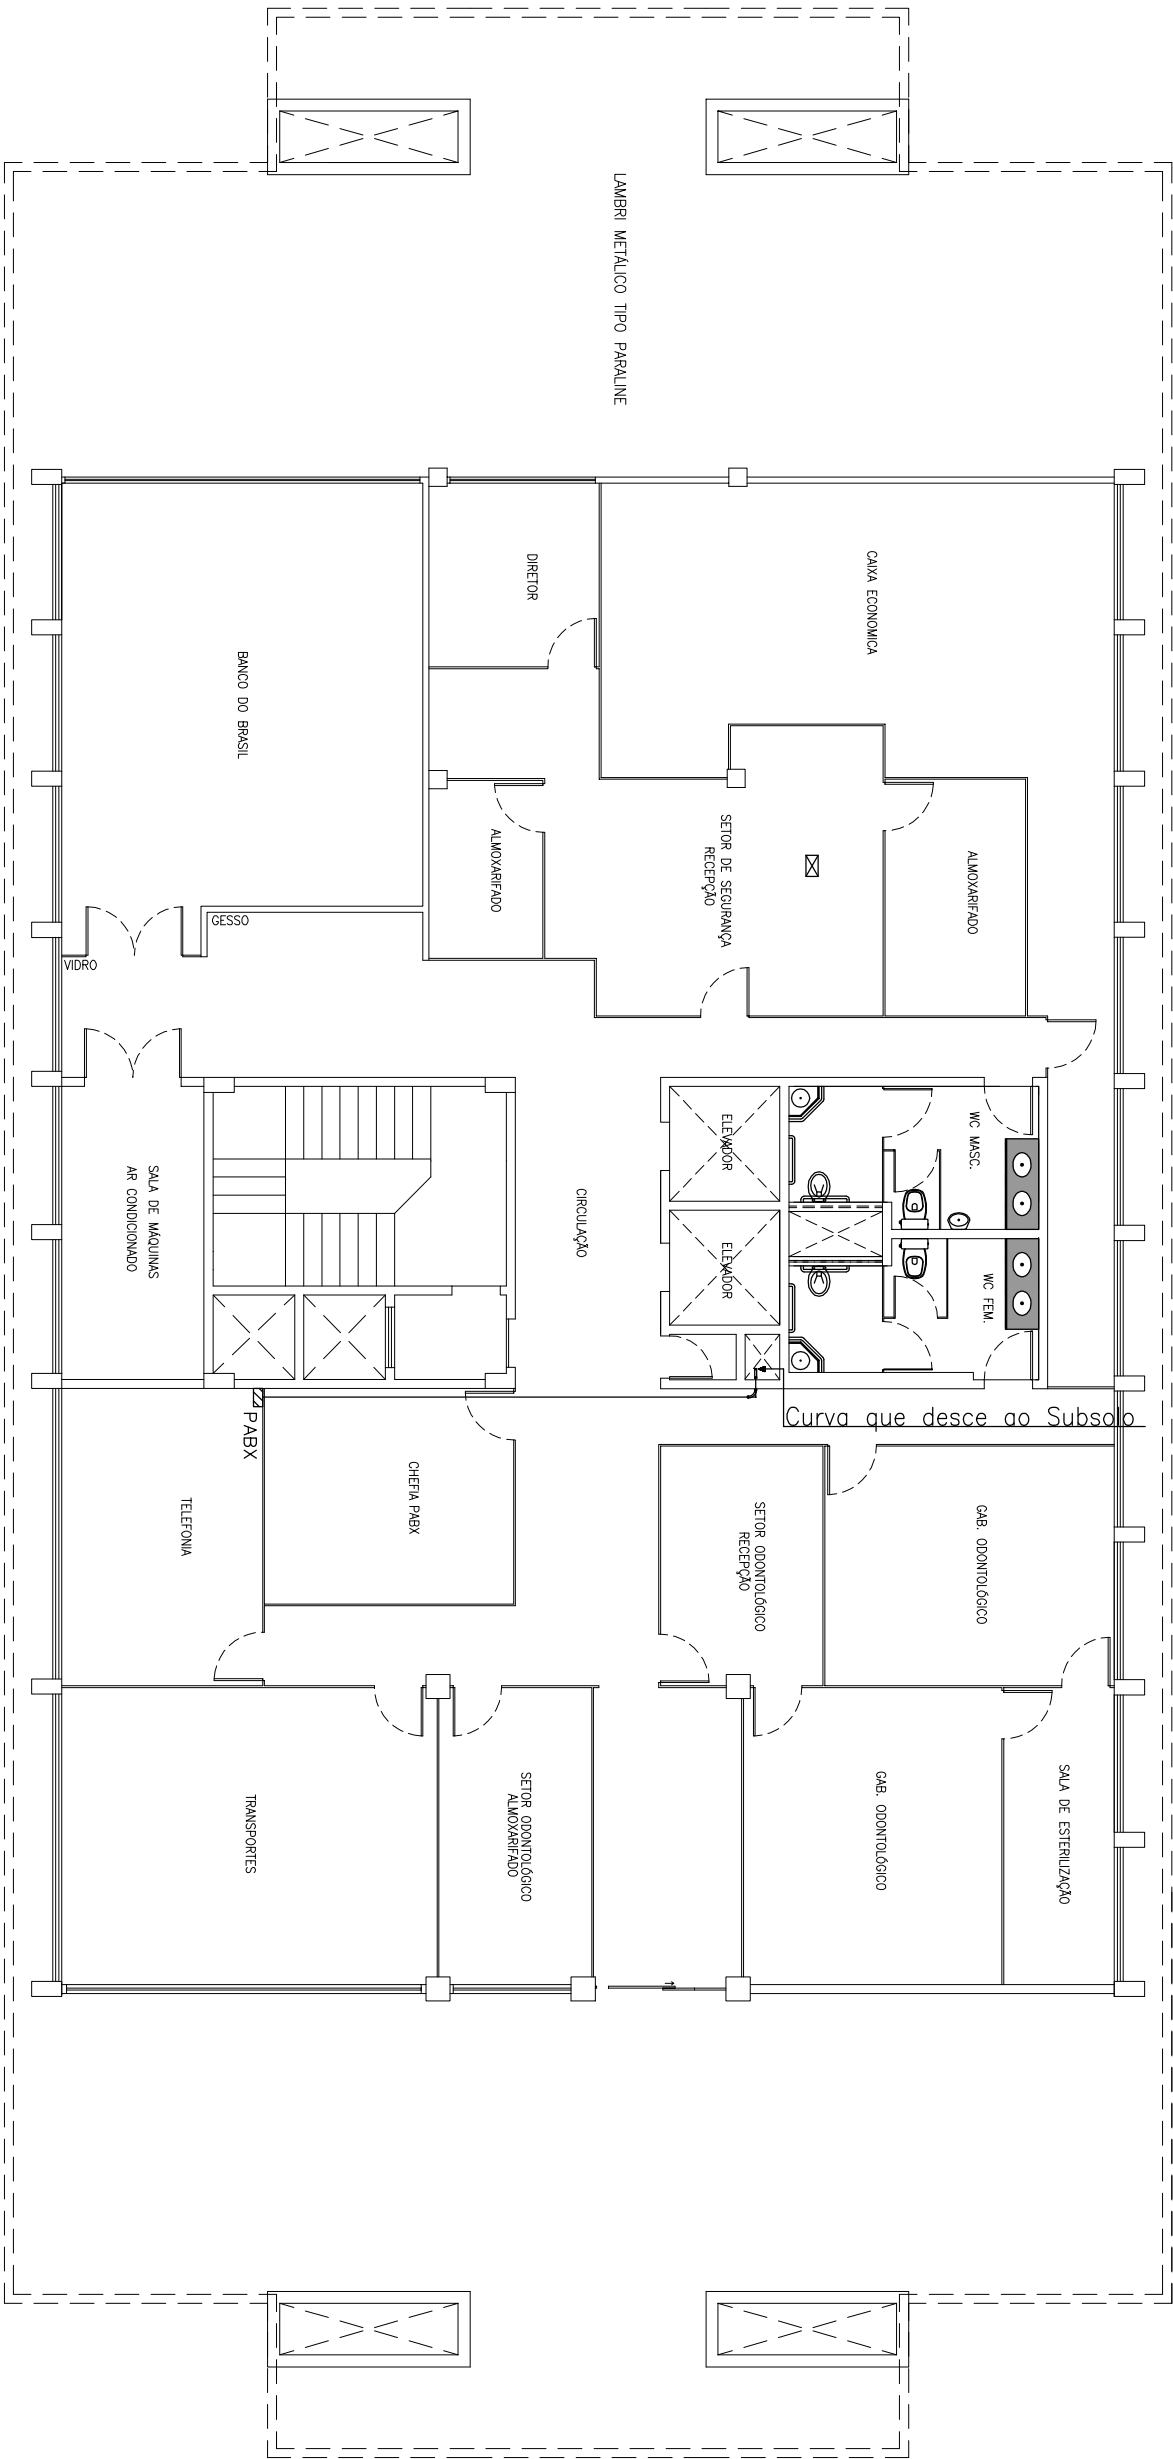 LAMBRI METÁLICO TIPO PARALINE
DIRETOR
CAIXA ECONOMICA
BANCO DO BRASIL
ALMOXARIFADO
SETOR DE SEGURANÇA
RECEPÇÃO
ALMOXARIFADO
GESSO
VIDRO
SALA DE MÁQUINAS
AR CONDICIONADO
CIRCULAÇÃO
ELEVADOR
ELEVADOR
WC MASC.
WC FEM.
Curva que desce ao Subsolo
PABX
TELEFONIA
CHEFIA PABX
SETOR ODONTOLÓGICO
RECEPÇÃO
GAB. ODONTOLÓGICO
TRANSPORTES
SETOR ODONTOLÓGICO
ALMOXARIFADO
GAB. ODONTOLÓGICO
SALA DE ESTERILIZAÇÃO